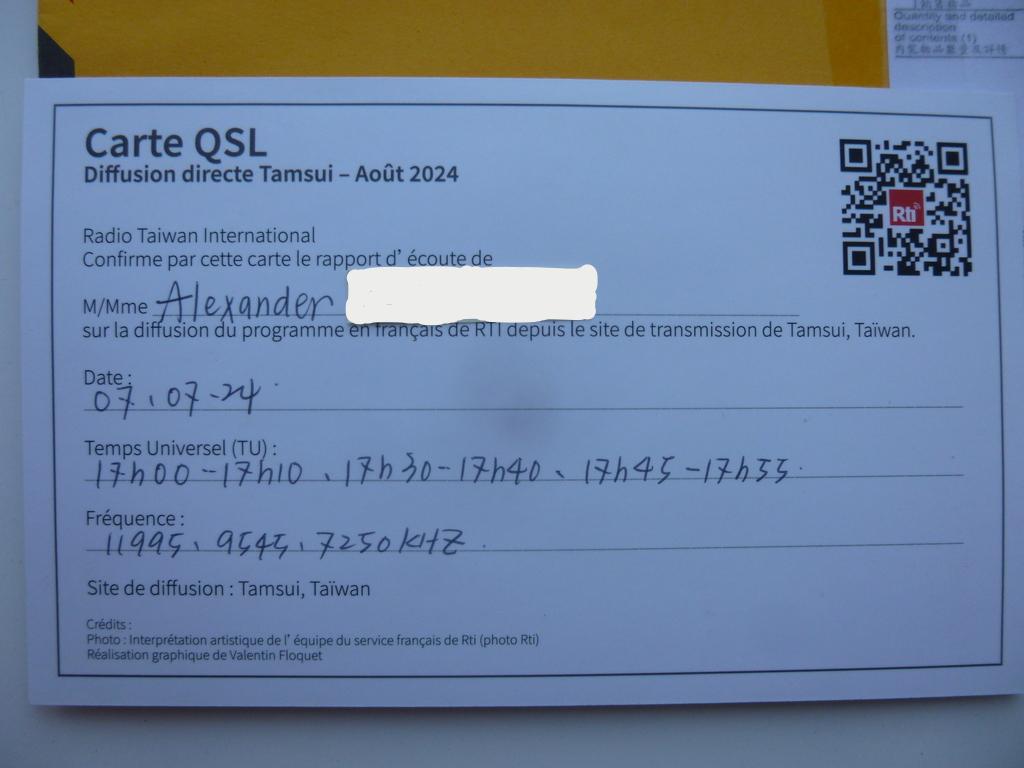 Quantity and detailed
description
of contents (1)
Carte QSL
Diffusion directe Tamsui – Août 2024
Rti
Radio Taiwan International
Confirme par cette carte le rapport d' écoute de
M/Mme Alexander
sur la diffusion du programme en français de RTI depuis le site de transmission de Tamsui, Taïwan.
Date :
07、07-24
Temps Universel (TU) :
17h00-17h10、17h30-17h40、17h45-17h55.
Fréquence :
11995、9545、7250KHZ.
Site de diffusion : Tamsui, Taïwan
Crédits :
Photo : Interprétation artistique de l' équipe du service français de Rti (photo Rti)
Réalisation graphique de Valentin Floquet